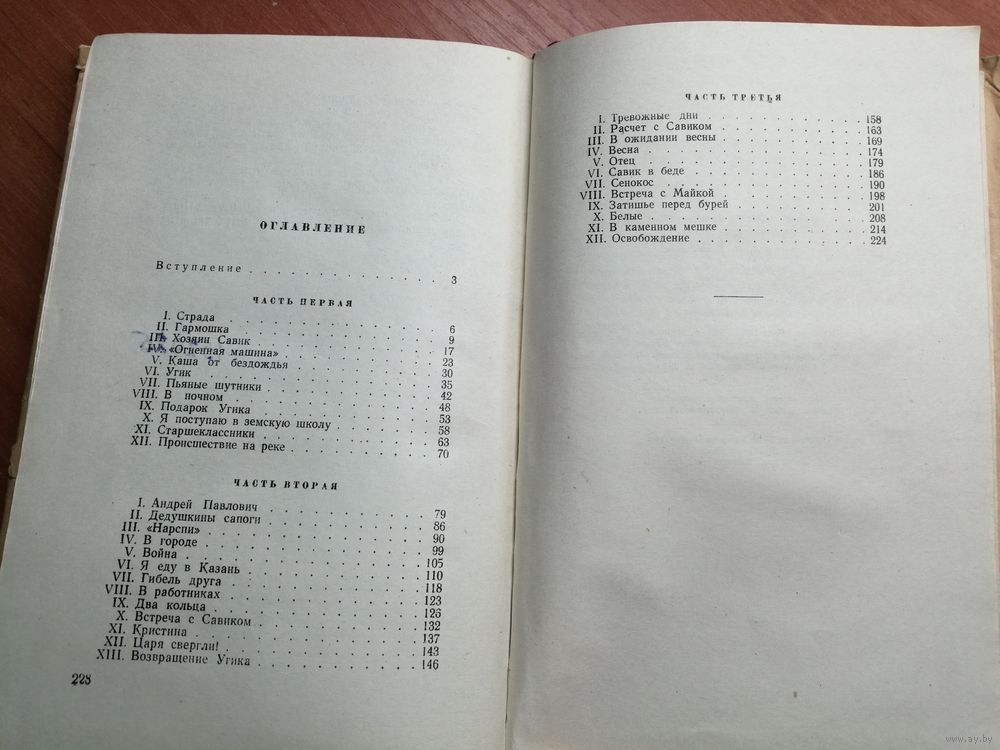 ОГЛАВЛЕНИЕ
Вступление . . . . . . . . . . . . 3
ЧАСТЬ ПЕРВАЯ
I. Страда . . . . . . . . . . . . 6
II. Гармошка . . . . . . . . . . . . 9
III. Хозяин Савик . . . . . . . . . . . . 17
IV. «Огненная машина» . . . . . . . . . . . . 23
V. Каша от бездождья . . . . . . . . . . . . 30
VI. Угик . . . . . . . . . . . . 35
VII. Пьяные шутники . . . . . . . . . . . . 42
VIII. В ночном . . . . . . . . . . . . 48
IX. Подарок Угика . . . . . . . . . . . . 53
X. Я поступаю в земскую школу . . . . . . . . 58
XI. Старшеклассники . . . . . . . . . . . . 63
XII. Происшествие на реке . . . . . . . . . . . . 70
ЧАСТЬ ВТОРАЯ
I. Андрей Павлович . . . . . . . . . . . . 79
II. Дедушкины сапоги . . . . . . . . . . . . 86
III. «Нарспи» . . . . . . . . . . . . 90
IV. В городе . . . . . . . . . . . . 99
V. Война . . . . . . . . . . . . 105
VI. Я еду в Казань . . . . . . . . . . . . 110
VII. Гибель друга . . . . . . . . . . . . 118
VIII. В работниках . . . . . . . . . . . . 123
IX. Два кольца . . . . . . . . . . . . 126
X. Встреча с Савиком . . . . . . . . . . . . 132
XI. Кристина . . . . . . . . . . . . 137
XII. Царя свергли! . . . . . . . . . . . . 143
XIII. Возвращение Угика . . . . . . . . . . . . 146
228
ЧАСТЬ ТРЕТЬЯ
I. Тревожные дни . . . . . . . . . . . . 158
II. Расчет с Савиком . . . . . . . . . . . . 163
III. В ожидании весны . . . . . . . . . . . . 169
IV. Весна . . . . . . . . . . . . 174
V. Отец . . . . . . . . . . . . 179
VI. Савик в беде . . . . . . . . . . . . 186
VII. Сенокос . . . . . . . . . . . . 190
VIII. Встреча с Майкой . . . . . . . . . . . . 198
IX. Затишье перед бурей . . . . . . . . . . . . 201
X. Белые . . . . . . . . . . . . 208
XI. В каменном мешке . . . . . . . . . . . . 214
XII. Освобождение . . . . . . . . . . . . 224
www.ay.by